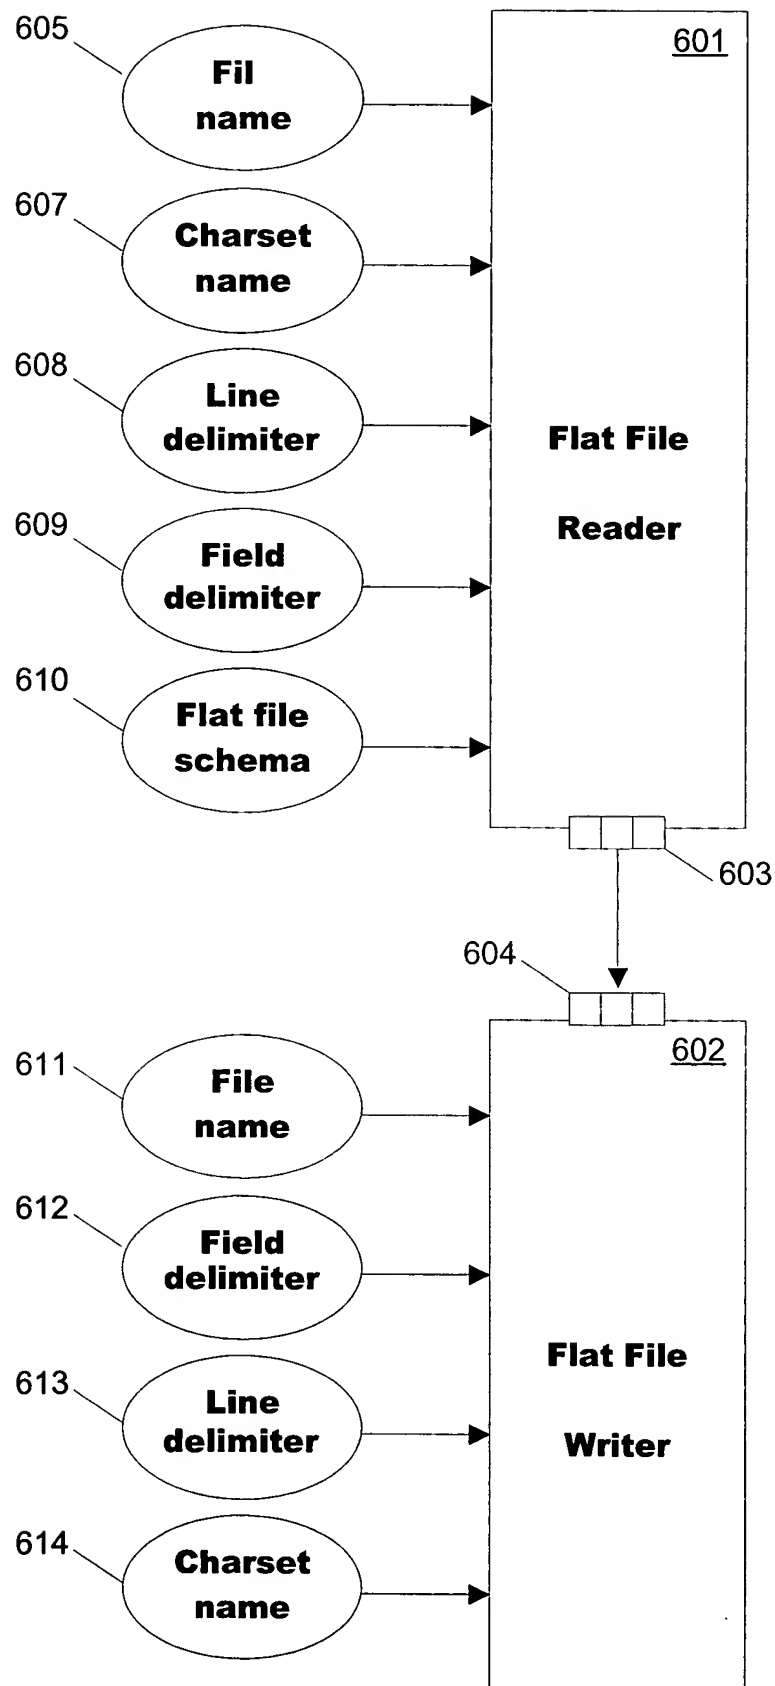 605
Fil
name
601
607
Charset
name
608
Line
delimiter
Flat File
Reader
609
Field
delimiter
610
Flat file
schema
603
604
602
611
File
name
612
Field
delimiter
Flat File
Writer
613
Line
delimiter
614
Charset
name